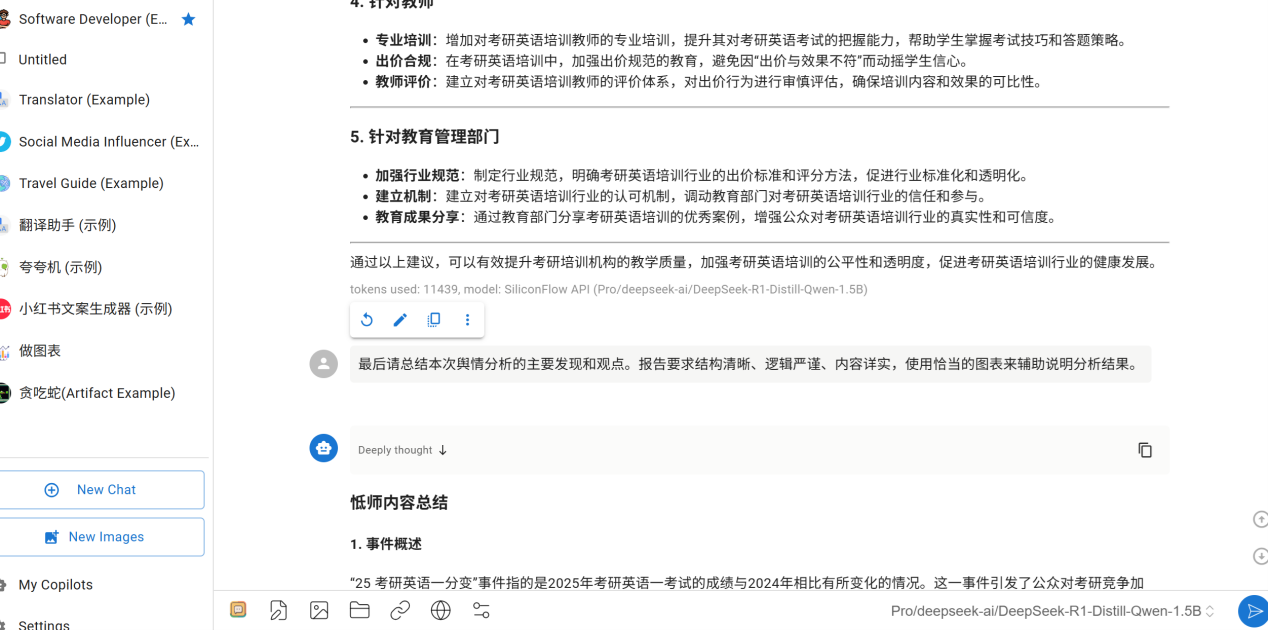 Software Developer (E...
Untitled
Translator (Example)
Social Media Influencer (Ex...
Travel Guide (Example)
翻译助手 (示例)
夸夸机 (示例)
小红书文案生成器 (示例)
做图表
贪吃蛇(Artifact Example)
New Chat
New Images
My Copilots
Settings
4. 针对教师
• 专业培训：增加对考研英语培训教师的专业培训，提升其对考研英语考试的把握能力，帮助学生掌握考试技巧和答题策略。
• 出价合规：在考研英语培训中，加强出价规范的教育，避免因“出价与效果不符”而动摇学生信心。
• 教师评价：建立对考研英语培训教师的评价体系，对出价行为进行审慎评估，确保培训内容和效果的可比性。
5. 针对教育管理部门
• 加强行业规范：制定行业规范，明确考研英语培训行业的出价标准和评分方法，促进行业标准化和透明化。
• 建立机制：建立对考研英语培训行业的认可机制，调动教育部门对考研英语培训行业的信任和参与。
• 教育成果分享：通过教育部门分享考研英语培训的优秀案例，增强公众对考研英语培训行业的真实性和可信度。
通过以上建议，可以有效提升考研培训机构的教学质量，加强考研英语培训的公平性和透明度，促进考研英语培训行业的健康发展。
tokens used: 11439, model: SiliconFlow API (Pro/deepseek-ai/DeepSeek-R1-Distill-Qwen-1.5B)
最后请总结本次舆情分析的主要发现和观点。报告要求结构清晰、逻辑严谨、内容详实，使用恰当的图表来辅助说明分析结果。
Deeply thought ↓
怟师内容总结
1. 事件概述
“25 考研英语一分变”事件指的是2025年考研英语一考试的成绩与2024年相比有所变化的情况。这一事件引发了公众对考研竞争加
Pro/deepseek-ai/DeepSeek-R1-Distill-Qwen-1.5B